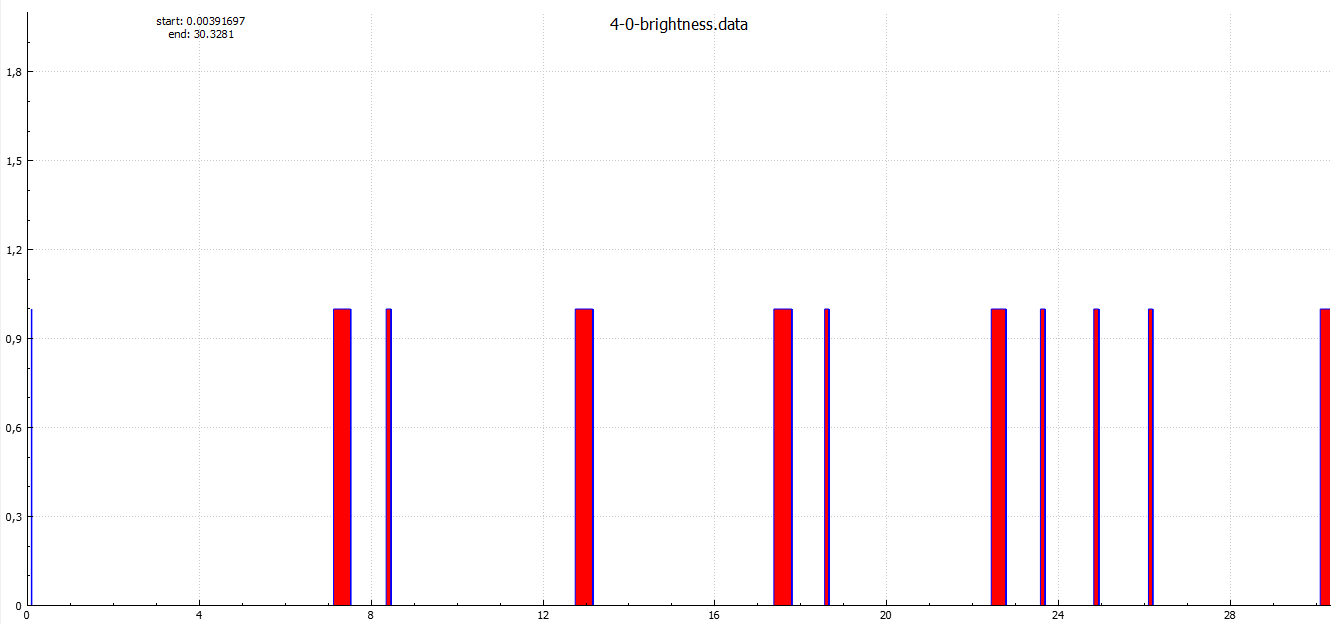 start: 0.00391697
end: 30.3281
4-0-brightness.data
1,8
1,5
1,2
0,9
0,6
0,3
0
0 4 8 12 16 20 24 28